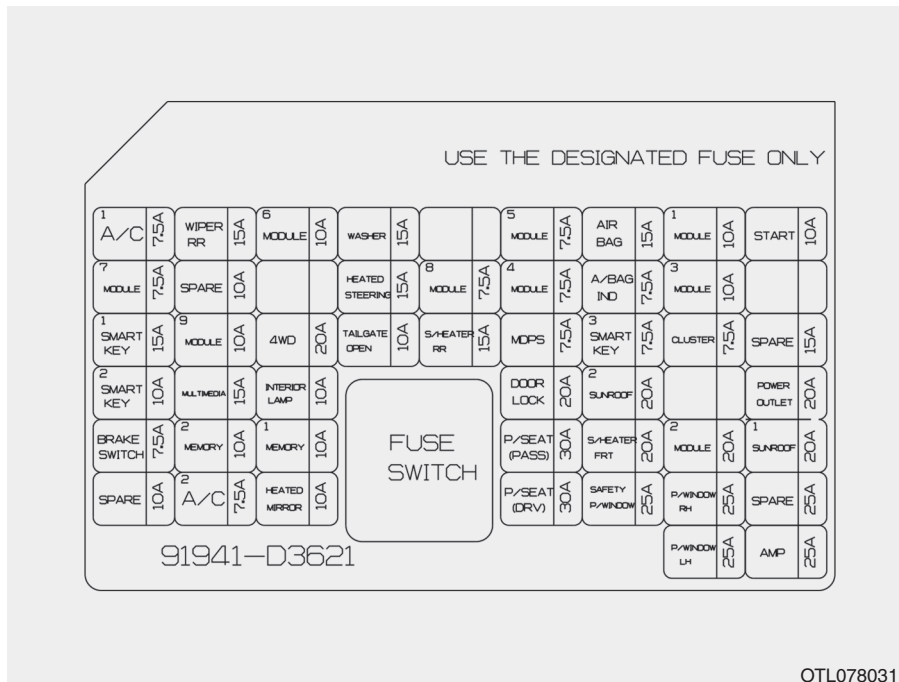 USE THE DESIGNATED FUSE ONLY
1 A/C 7.5A WIPER RR 15A 6 MODULE 10A WASHER 15A 5 MODULE 7.5A AIR BAG 15A 1 MODULE 10A START 10A
7 MODULE 7.5A SPARE 10A HEATED STEERING 15A 8 MODULE 7.5A 4 MODULE 7.5A A/BAG IND 7.5A 3 MODULE 10A
1 SMART KEY 15A 9 MODULE 10A 4WD 20A TAILGATE OPEN 10A S/HEATER RR 15A MDPS 7.5A 3 SMART KEY 7.5A CLUSTER 7.5A SPARE 15A
2 SMART KEY 10A MULTIMEDIA 15A INTERIOR LAMP 10A DOOR LOCK 20A 2 SUNROOF 20A POWER OUTLET 20A
BRAKE SWITCH 7.5A 2 MEMORY 10A 1 MEMORY 10A FUSE SWITCH P/SEAT (PASS) 30A S/HEATER FRT 20A 2 MODULE 20A 1 SUNROOF 20A
SPARE 10A 2 A/C 7.5A HEATED MIRROR 10A P/SEAT (DRV) 30A SAFETY P/WINDOW 25A P/WINDOW RH 25A SPARE 25A
91941-D3621 P/WINDOW LH 25A AMP 25A
OTL078031